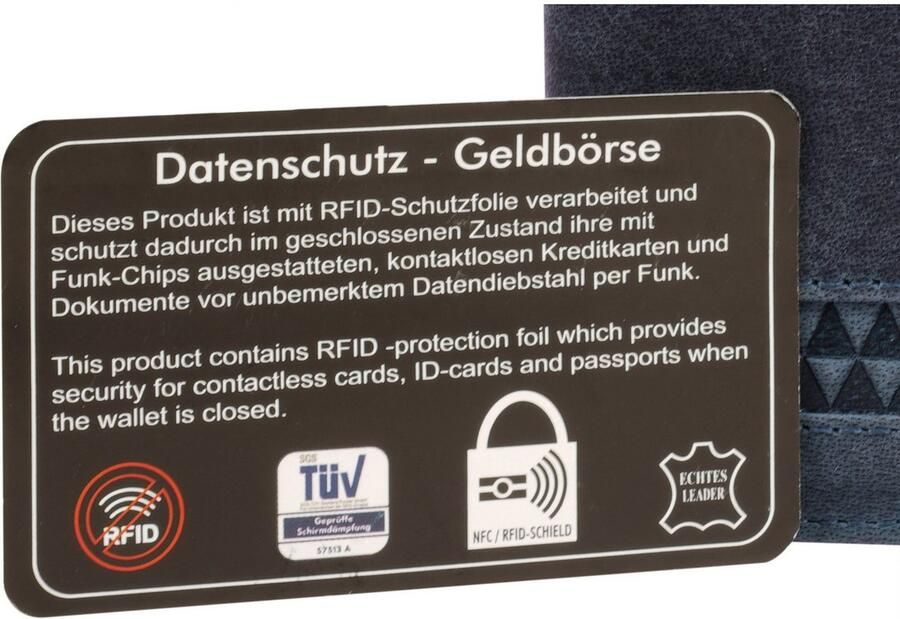 Datenschutz - Geldbörse
Dieses Produkt ist mit RFID-Schutzfolie verarbeitet und
schutzt dadurch im geschlossenen Zustand ihre mit
Funk-Chips ausgestatteten, kontaktlosen Kreditkarten und
Dokumente vor unbemerktem Datendiebstahl per Funk.
This product contains RFID -protection foil which provides
security for contactless cards, ID-cards and passports when
the wallet is closed.
RFID
SGS
TÜV
Geprüffe
Schirmdämpfung
S7513 A
NFC / RFID-SHIELD
ECHTES
LEADER